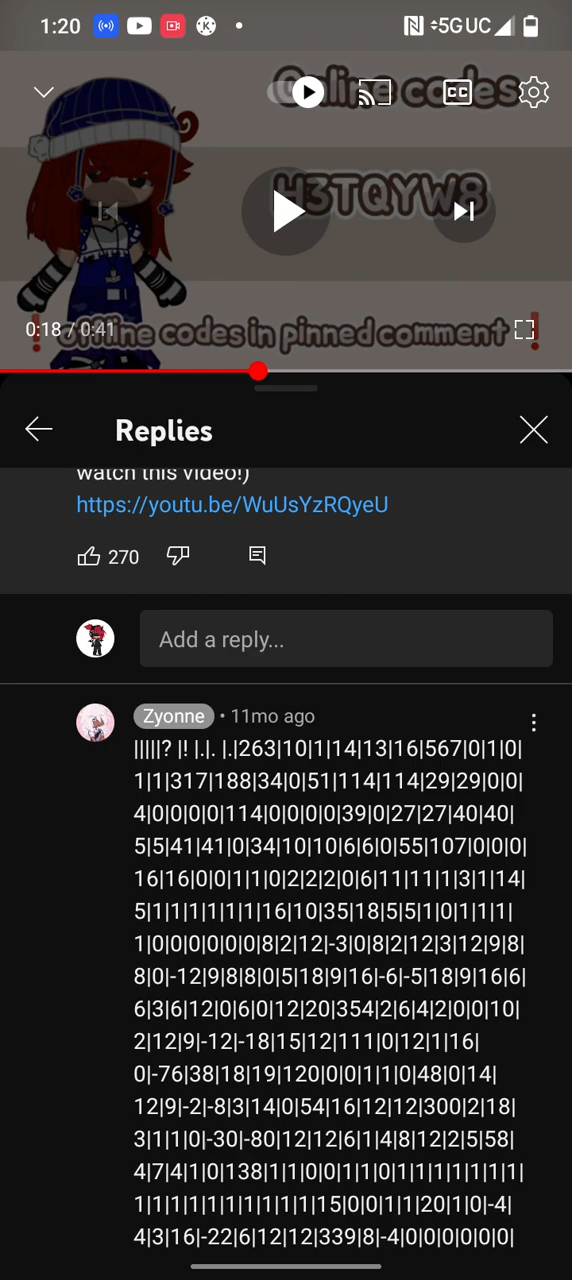 1:20
5G UC
Online codes
CC
H3TQYW8
0:18 / 0:41
Offline codes in pinned comment
Replies
watch this video!)
https://youtu.be/WuUsYzRQyeU
270
Add a reply...
Zyonne • 11mo ago
|||||? |! |.|. |.|263|10|1|14|13|16|567|0|1|0|
1|1|317|188|34|0|51|114|114|29|29|0|0|
4|0|0|0|0|114|0|0|0|0|39|0|27|27|40|40|
5|5|41|41|0|34|10|10|6|6|0|55|107|0|0|0|
16|16|0|0|1|1|0|2|2|2|0|6|11|11|1|3|1|14|
5|1|1|1|1|1|1|16|10|35|18|5|5|1|0|1|1|1|
1|0|0|0|0|0|0|8|2|12|-3|0|8|2|12|3|12|9|8|
8|0|-12|9|8|8|0|5|18|9|16|-6|-5|18|9|16|6|
6|3|6|12|0|6|0|12|20|354|2|6|4|2|0|0|10|
2|12|9|-12|-18|15|12|111|0|12|1|16|
0|-76|38|18|19|120|0|0|1|1|0|48|0|14|
12|9|-2|-8|3|14|0|54|16|12|12|300|2|18|
3|1|1|0|-30|-80|12|12|6|1|4|8|12|2|5|58|
4|7|4|1|0|138|1|1|0|0|1|1|0|1|1|1|1|1|1|1|
1|1|1|1|1|1|1|1|1|1|15|0|0|1|1|20|1|0|-4|
4|3|16|-22|6|12|12|339|8|-4|0|0|0|0|0|0|